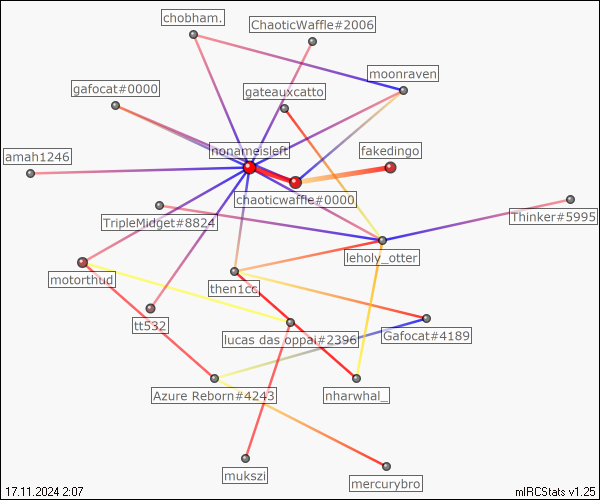 chobham.
ChaoticWaffle#2006
moonraven
gafocat#0000
gateauxcatto
nonameisleft
fakedingo
amah1246
chaoticwaffle#0000
TripleMidget#8824
Thinker#5995
leholy_otter
motorthud
then1cc
tt532
lucas das oppai#2396
Gafocat#4189
Azure Reborn#4243
nharwhal_
mukszi
mercurybro
17.11.2024 2:07
mIRCStats v1.25